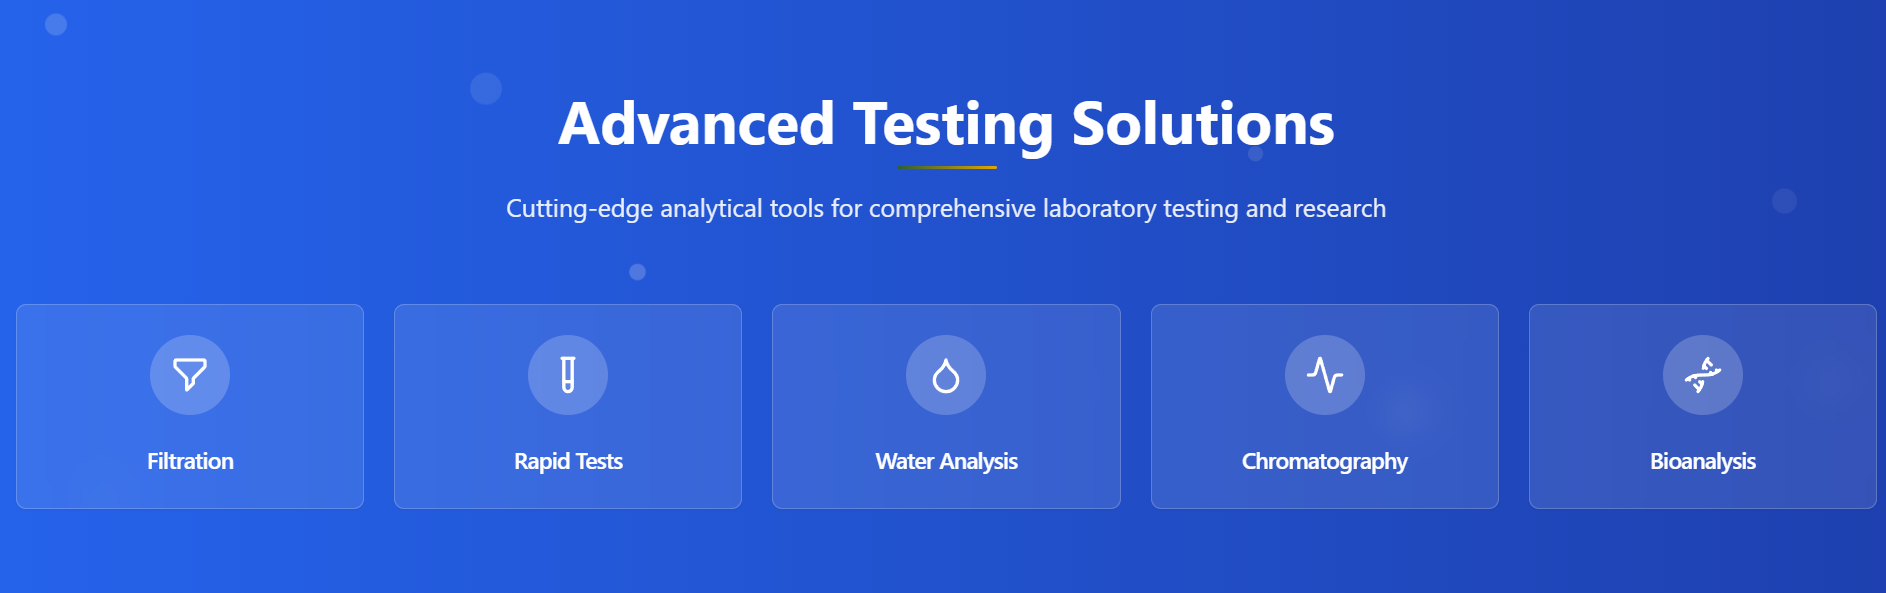 Advanced Testing Solutions
Cutting-edge analytical tools for comprehensive laboratory testing and research
Filtration
Rapid Tests
Water Analysis
Chromatography
Bioanalysis